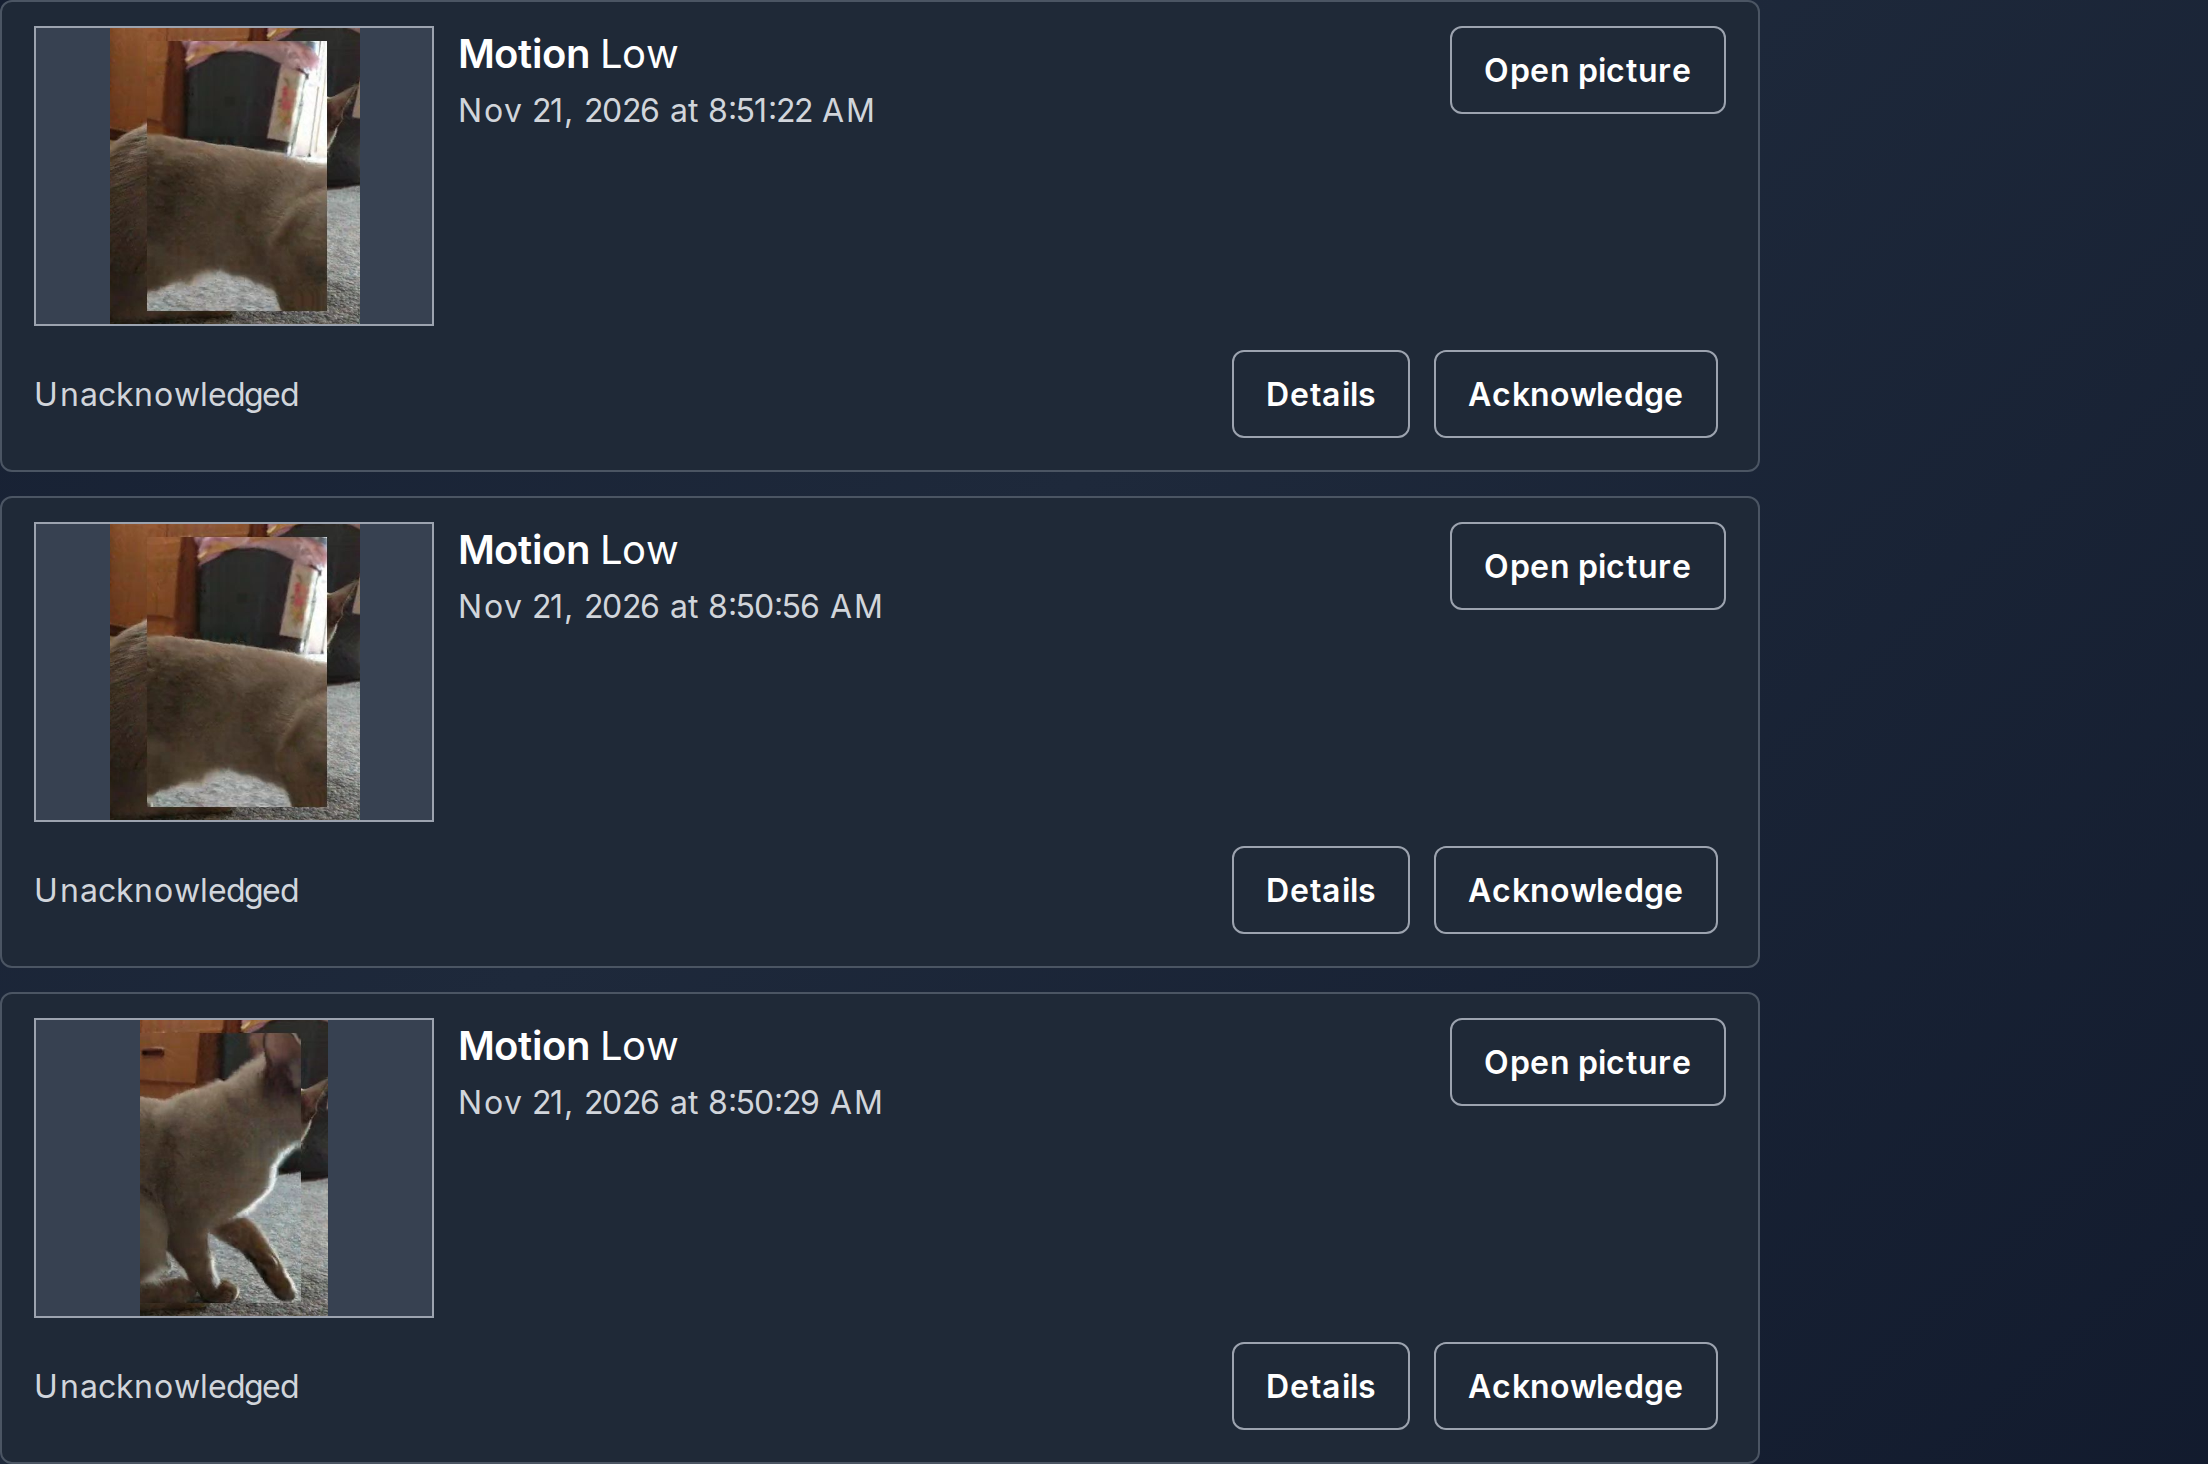 Motion Low
Open picture
Nov 21, 2026 at 8:51:22 AM
Unacknowledged
Details
Acknowledge
Motion Low
Open picture
Nov 21, 2026 at 8:50:56 AM
Unacknowledged
Details
Acknowledge
Motion Low
Open picture
Nov 21, 2026 at 8:50:29 AM
Unacknowledged
Details
Acknowledge